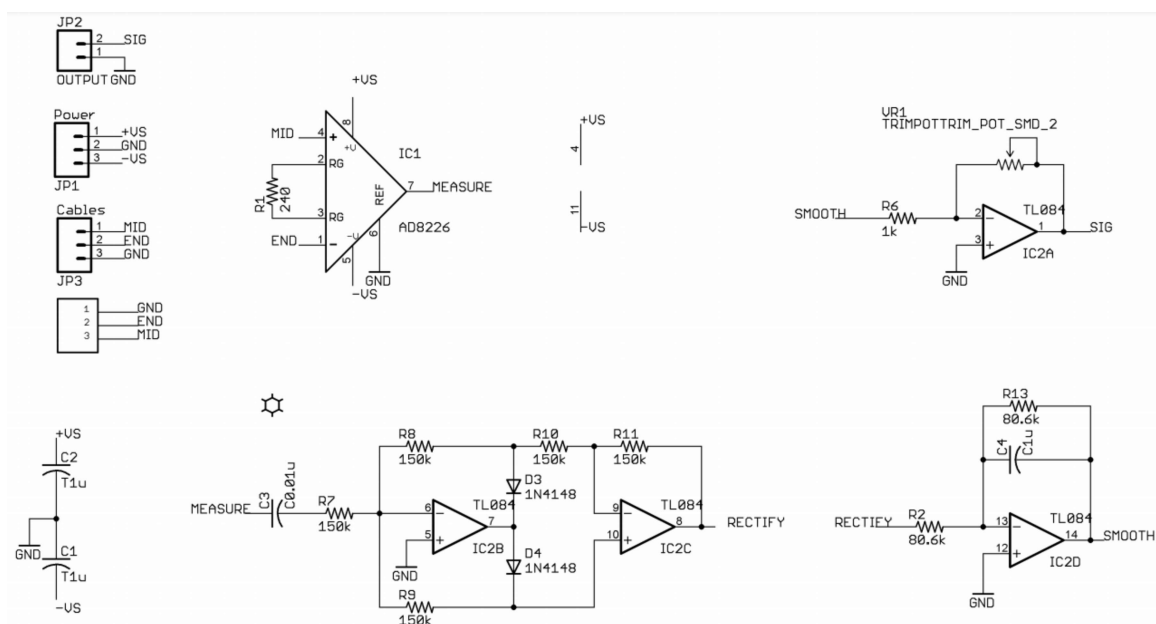 JP2
2 SIG
1
OUTPUT GND
Power
1 +VS
2 GND
3 -VS
JP1
Cables
1 MID
2 END
3 GND
JP3
1 GND
2 END
3 MID
+VS
8
+V
MID 4 +
2 RG
IC1
R1
240
REF
7 MEASURE
3 RG
AD8226
END 1 -
-V
6
5
GND
-VS
+VS
4
11
-VS
VR1
TRIMPOTTRIM_POT_SMD_2
SMOOTH
R6
1k
TL084
2 -
3 +
1 SIG
GND
IC2A
+VS
C2
T1u
GND
C1
T1u
-VS
MEASURE
C3
C0.01u
R7
150k
R8
150k
R10
150k
R11
150k
D3
1N4148
TL084
6 -
5 +
7
IC2B
GND
D4
1N4148
R9
150k
TL084
9 -
10 +
8 RECTIFY
IC2C
R13
80.6k
C4
C1u
RECTIFY
R2
80.6k
TL084
13 -
12 +
14 SMOOTH
IC2D
GND